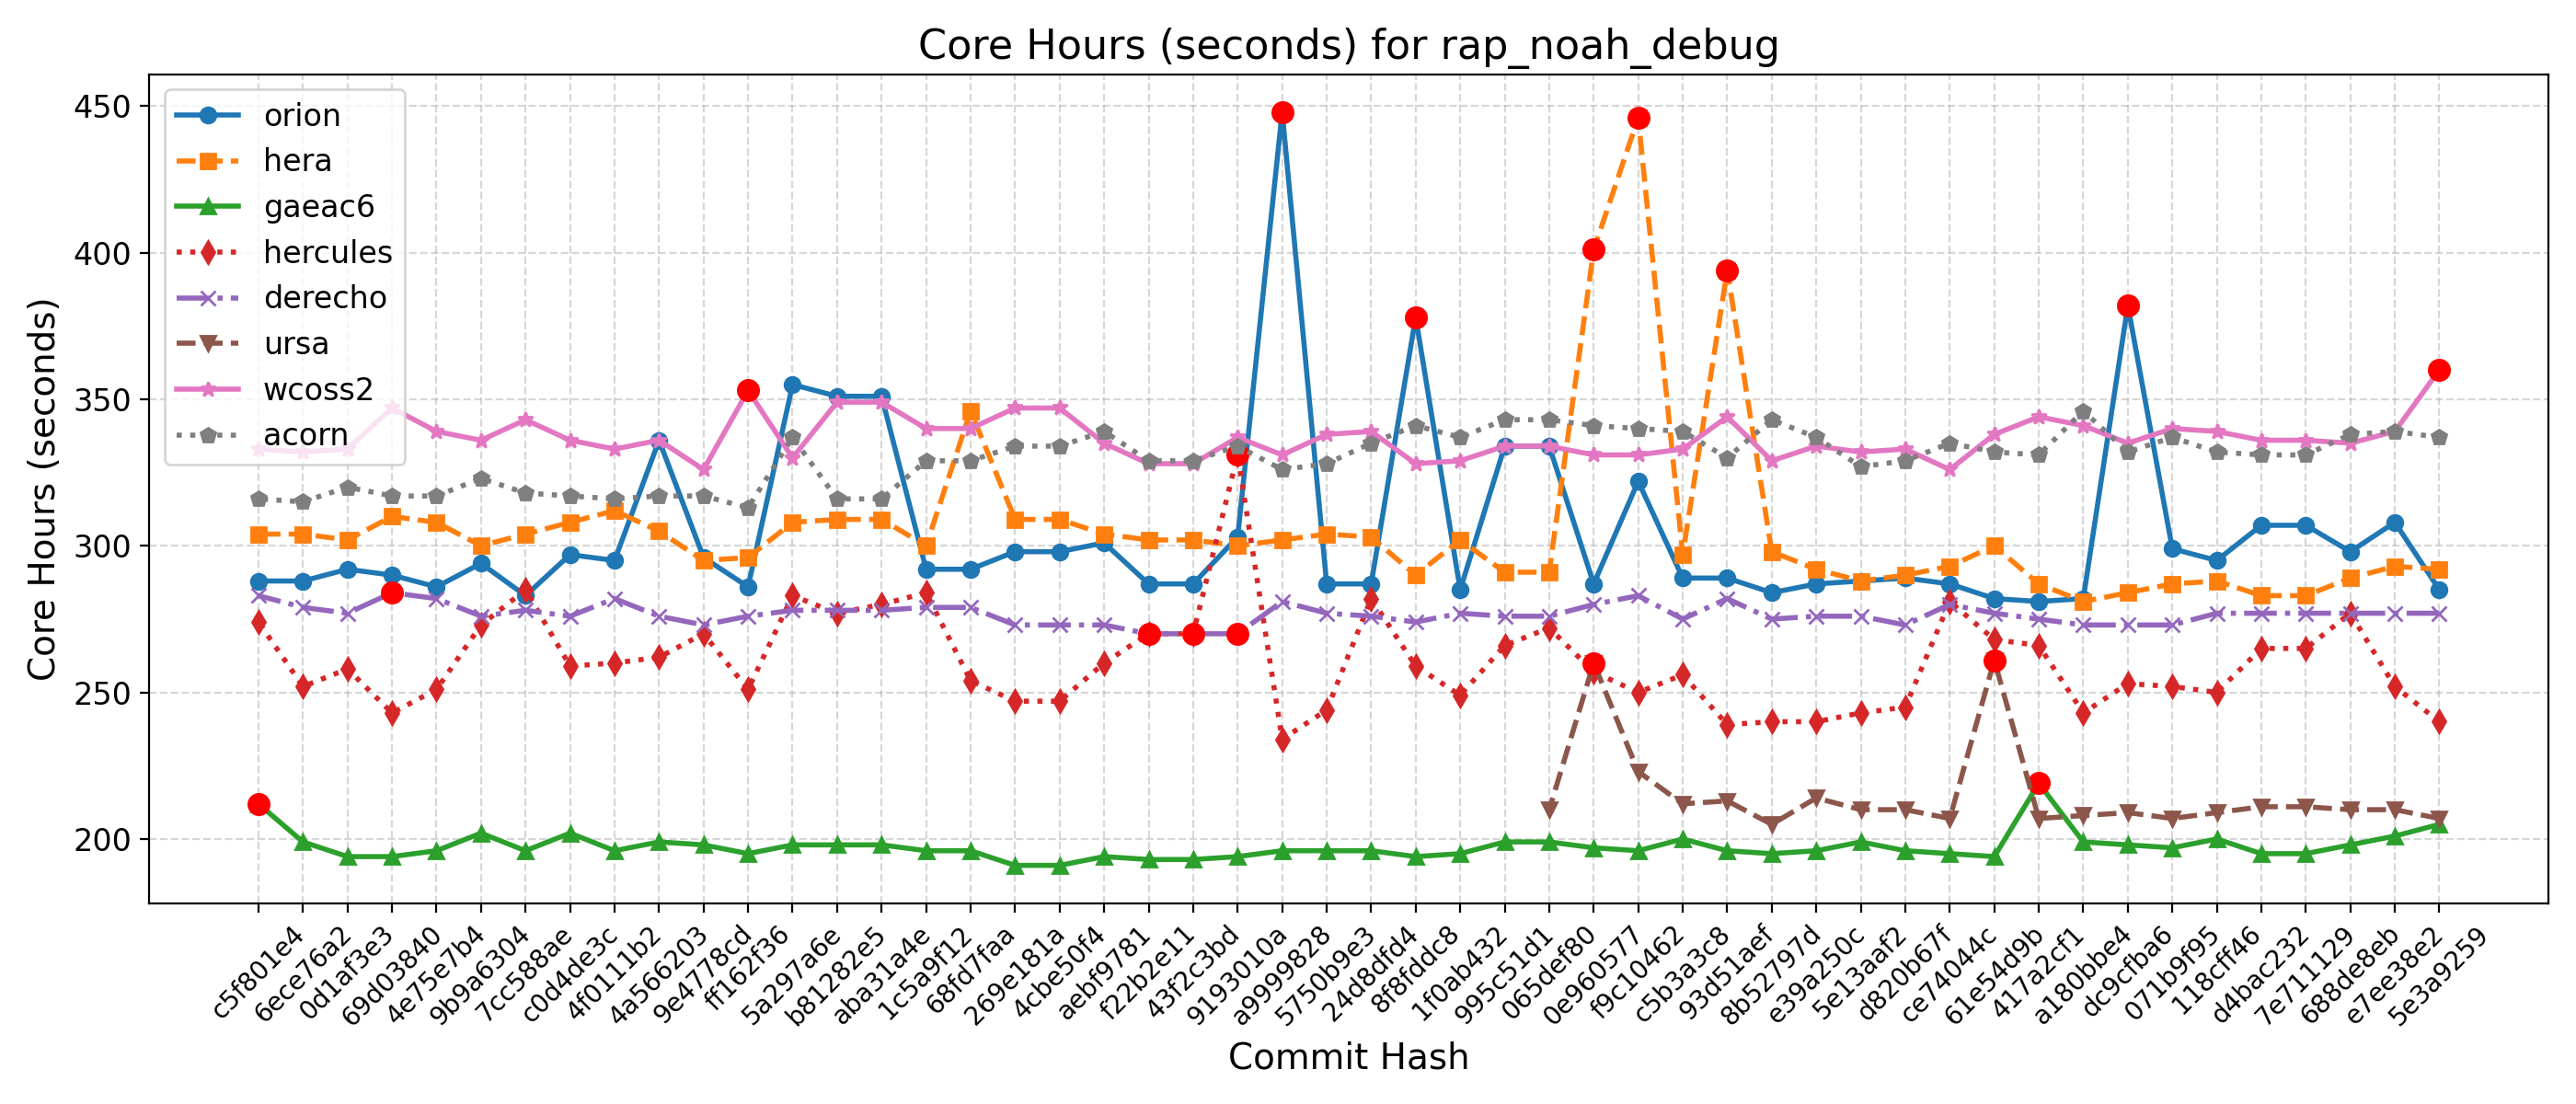 Core Hours (seconds) for rap_noah_debug
Core Hours (seconds)
450
400
350
300
250
200
orion
hera
gaeac6
hercules
derecho
ursa
wcoss2
acorn
c5f801e4
6ece76a2
0d1af3e3
69d03840
4e75e7b4
9b9a6304
7cc588ae
c0d4de3c
4f0111b2
4a566203
9e4778cd
ff162f36
5a297a6e
b81282e5
aba31a4e
1c5a9f12
68fd7faa
269e181a
4cbe50f4
aebf9781
f22b2e11
43f2c3bd
9193010a
a9999828
5750b9e3
24d8dfd4
8f8fddc8
1f0ab432
995c51d1
065def80
0e960577
f9c10462
c5b3a3c8
93d51aef
8b52797d
e39a250c
5e13aaf2
d820b67f
ce74044c
61e54d9b
417a2cf1
a180bbe4
dc9cfba6
071b9f95
118cff46
d4bac232
7e711129
688de8eb
e7ee38e2
5e3a9259
Commit Hash